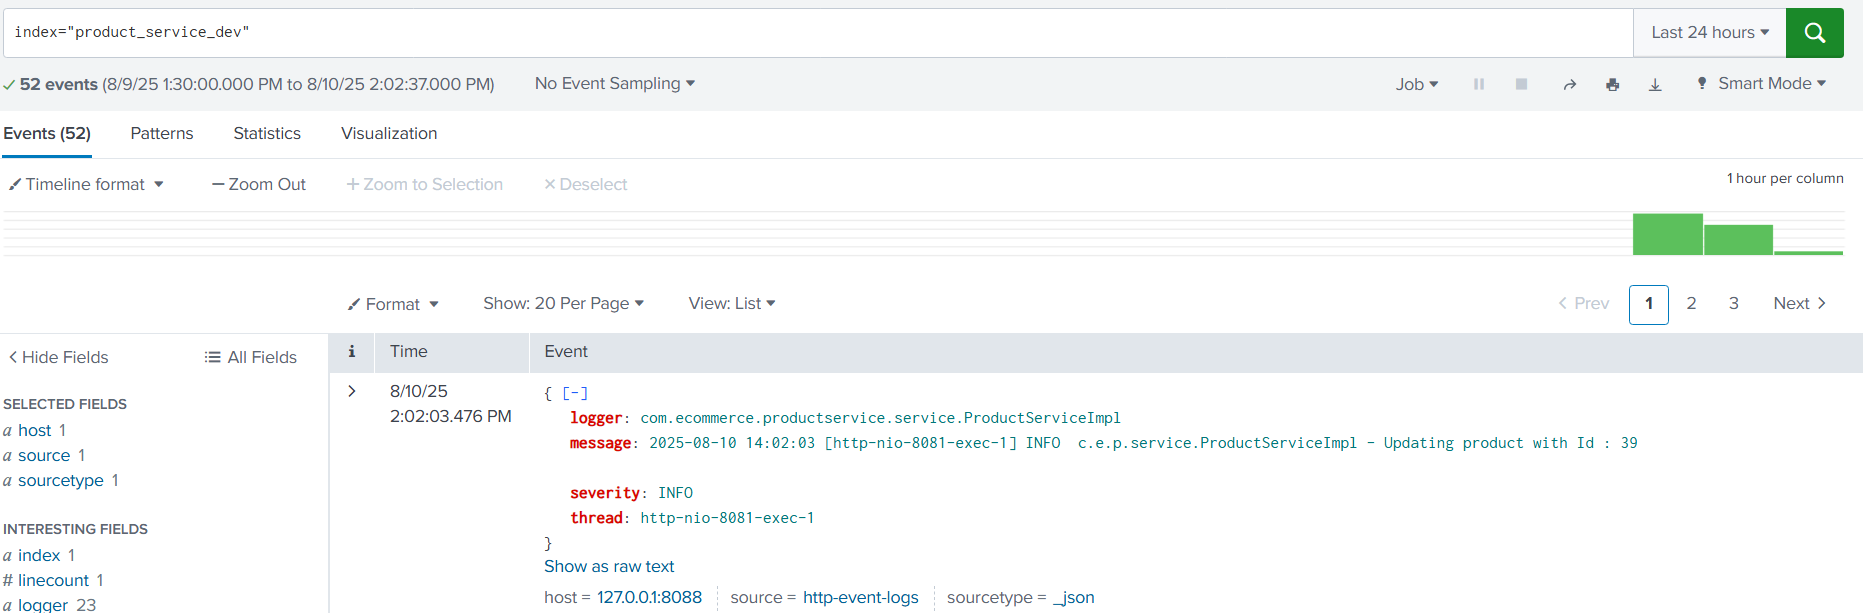 index="product_service_dev"
Last 24 hours
52 events (8/9/25 1:30:00.000 PM to 8/10/25 2:02:37.000 PM)
No Event Sampling
Job
Smart Mode
Events (52)
Patterns
Statistics
Visualization
Timeline format
— Zoom Out
+ Zoom to Selection
× Deselect
1 hour per column
Format
Show: 20 Per Page
View: List
< Prev
1
2
3
Next >
< Hide Fields
All Fields
SELECTED FIELDS
a host 1
a source 1
a sourcetype 1
INTERESTING FIELDS
a index 1
# linecount 1
a logger 23
i
Time
Event
>
8/10/25
2:02:03.476 PM
{ [-]
logger: com.ecommerce.productservice.service.ProductServiceImpl
message: 2025-08-10 14:02:03 [http-nio-8081-exec-1] INFO  c.e.p.service.ProductServiceImpl - Updating product with Id : 39
severity: INFO
thread: http-nio-8081-exec-1
}
Show as raw text
host = 127.0.0.1:8088
source = http-event-logs
sourcetype = _json